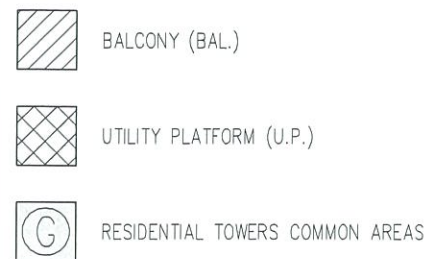 BALCONY (BAL.)
UTILITY PLATFORM (U.P.)
G RESIDENTIAL TOWERS COMMON AREAS